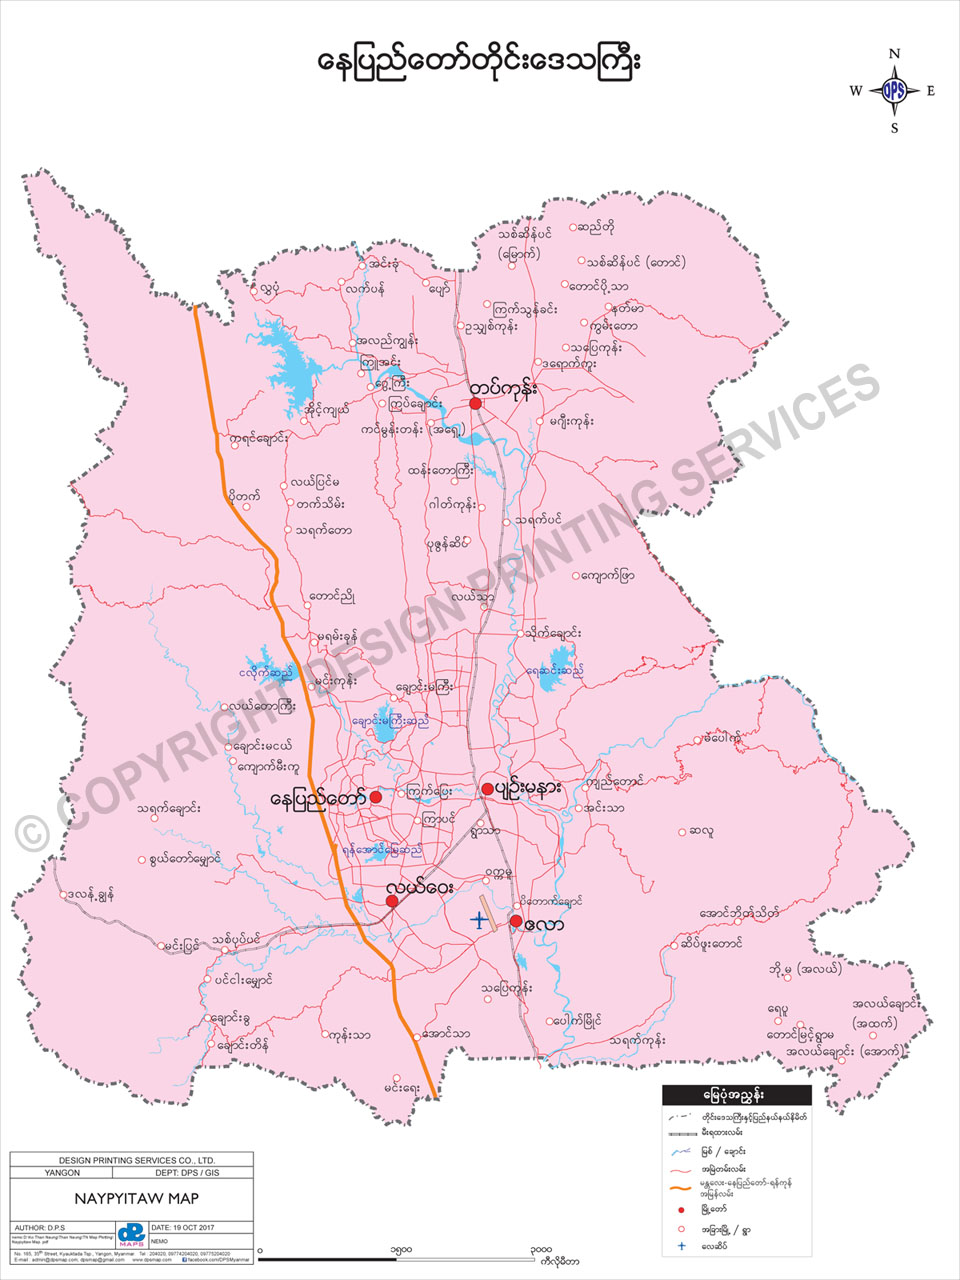 နေပြည်တော်တိုင်းဒေသကြီး
N
W E
S
DPS
သစ်ဆိန်ပင်
(မြောက်)
ဆည်တို
သစ်ဆိန်ပင် (တောင်)
အင်းခုံ
လွှပုံ
လက်ပန်
ပျော်
တောင်ပို့သာ
ကြက်သွန်ခင်း
နတ်မာ
ဥသျှစ်ကုန်း
ကွမ်းတော
အလည်ကျွန်း
သပြေကုန်း
ကြူအင်း
ဒရောက်ကူး
ရွှေကြီး
တပ်ကုန်း
ကြပ်ချောင်း
အိုင့်ကျယ်
မဂျီးကုန်း
ကင်မွန်းတန်း (အရှေ့)
ကရင်ချောင်း
ထန်းတောကြီး
လယ်ပြင်မ
ပိုတက်
တက်သိမ်း
ဂါတ်ကုန်း
သရက်ပင်
သရက်တော
ပုဇွန်ဆိပ်
ကျောက်ဖြာ
တောင်ညို
လယ်သာ
မရမ်းခုန်
သိုက်ချောင်း
ငလိုက်ဆည်
ရေဆင်းဆည်
မင်းကုန်း
ချောင်းမကြီး
လယ်တောကြီး
ချောင်းမကြီးဆည်
ချောင်းမငယ်
မဲပေါက်
ကျောက်မီးကူ
ကျည်တောင်
နေပြည်တော်
ကြက်ဖြေး
ပျဉ်းမနား
သရက်ချောင်း
အင်းသာ
ကြာပင်
ရွာသာ
ဆလူ
ရန်အောင်မြေဆည်
စွယ်တော်မျှောင်
ဝက္ကမူ
ဒလန့်ချွန်
လယ်ဝေး
ပိတောက်ချောင်
အောင်ဘိတ်သိတ်
ဧလာ
မင်းပြင်
သစ်ပုပ်ပင်
ဆိပ်ဖူးတောင်
ဘို့မ (အလယ်)
ပင်ငါးမျှောင်
သပြေကုန်း
ရေပူ
အလယ်ချောင်း
(အထက်)
ချောင်းခွ
ပေါက်မြိုင်
ကုန်းသာ
အောင်သာ
တောင်မြင့်ရွာမ
သရက်ကုန်း
ချောင်းတိန်
အလယ်ချောင်း (အောက်)
မင်းရေး
© COPYRIGHT DESIGN PRINTING SERVICES
မြေပုံအညွှန်း
တိုင်းဒေသကြီးနှင့်ပြည်နယ်နယ်နိမိတ်
မီးရထားလမ်း
မြစ် / ချောင်း
အမြဲတမ်းလမ်း
မန္တလေး-နေပြည်တော်-ရန်ကုန်
အမြန်လမ်း
မြို့တော်
အခြားမြို့ / ရွာ
လေဆိပ်
DESIGN PRINTING SERVICES CO., LTD.
YANGON DEPT: DPS / GIS
NAYPYITAW MAP
AUTHOR: D.P.S
DATE: 19 OCT 2017
MAPS
NEMO
No. 165, 35th Street, Kyauktada Tsp., Yangon, Myanmar. Tel : 204020, 09774204020, 09775204020
E-mail : admin@dpsmap.com, dpsmap@gmail.com www.dpsmap.com facebook.com/DPSMyanmar
၀ ၁၅၀၀ ၃၀၀၀
ကီလိုမီတာ